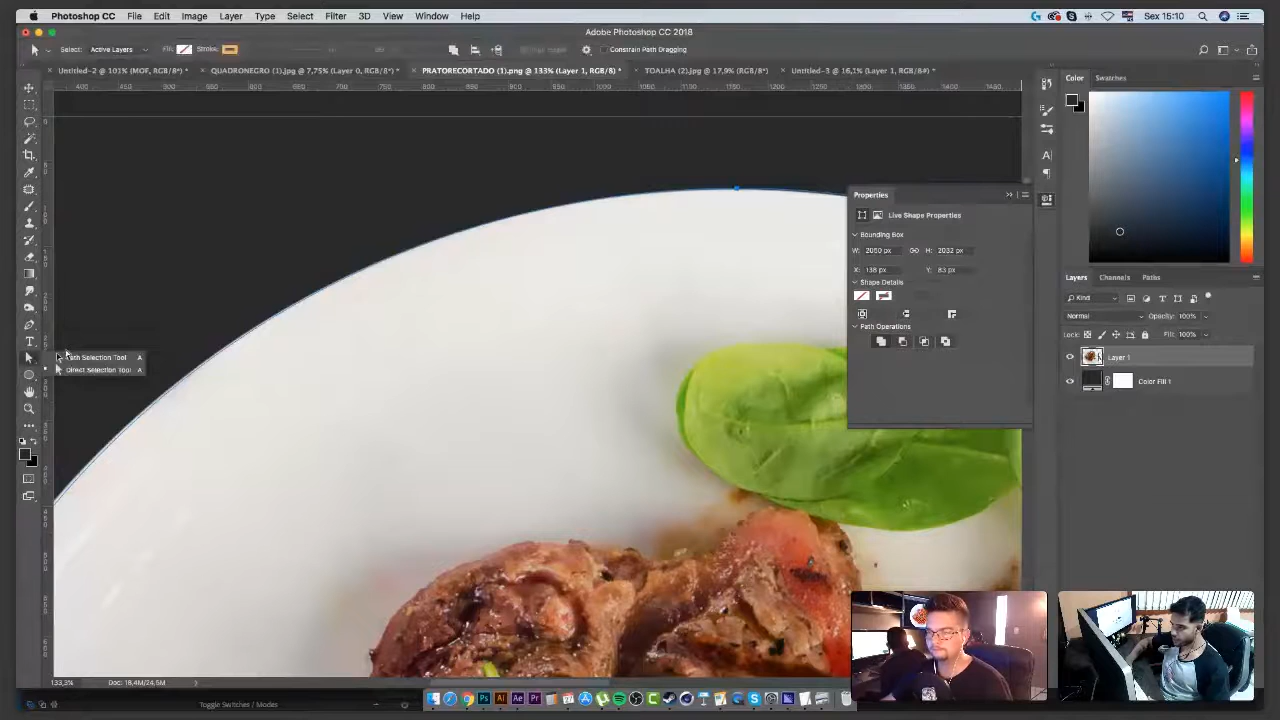 Photoshop CC File Edit Image Layer Type Select Filter 3D View Window Help
Sex 15:10
Adobe Photoshop CC 2018
Select: Active Layers Fill: Stroke: Constrain Path Dragging
Untitled-2 @ 101% (MOF, RGB/8*) *
QUADRONEGRO (1).jpg @ 7,75% (Layer 0, RGB/8*) *
PRATORECORTADO (1).png @ 133% (Layer 1, RGB/8) *
TOALHA (2).jpg @ 17,9% (RGB/8*)
Untitled-3 @ 16,1% (Layer 1, RGB/8#) *
Color Swatches
Properties
Live Shape Properties
Bounding Box
W: 2050 px GO H: 2032 px
X: 138 px Y: 83 px
Shape Details
Path Operations
Layers Channels Paths
Kind
Normal Opacity: 100%
Lock: Fill: 100%
Layer 1
Color Fill 1
Path Selection Tool A
Direct Selection Tool A
133,3% Doc: 18,4M/24,5M
Toggle Switches / Modes